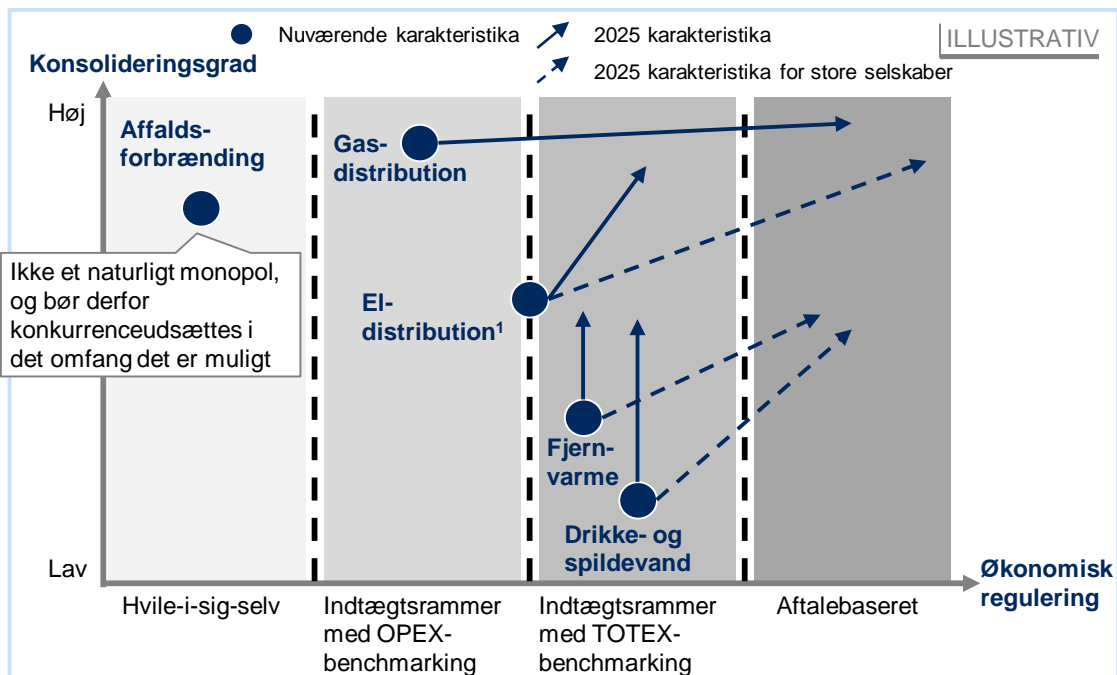 Nuværende karakteristika
2025 karakteristika
2025 karakteristika for store selskaber
ILLUSTRATIV
Konsolideringsgrad
Høj
Affalds-
forbrænding
Gas-
distribution
Ikke et naturligt monopol,
og bør derfor
konkurrenceudsættes i
det omfang det er muligt
El-
distribution¹
Fjern-
varme
Drikke- og
spildevand
Lav
Økonomisk
regulering
Hvile-i-sig-selv
Indtægtsrammer
med OPEX-
benchmarking
Indtægtsrammer
med TOTEX-
benchmarking
Aftalebaseret